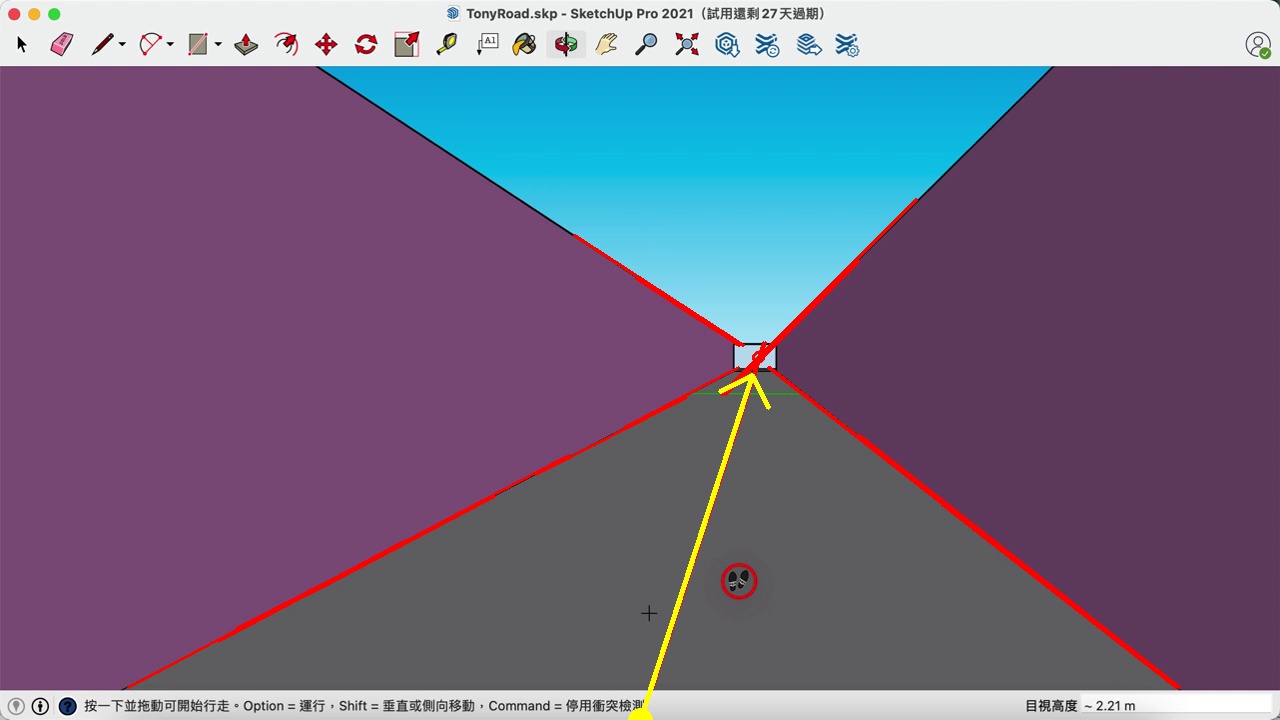 TonyRoad.skp - SketchUp Pro 2021（試用還剩 27 天過期）
A1
按一下並拖動可開始行走。Option = 運行，Shift = 垂直或側向移動，Command = 停用衝突檢測
目視高度 ~ 2.21 m